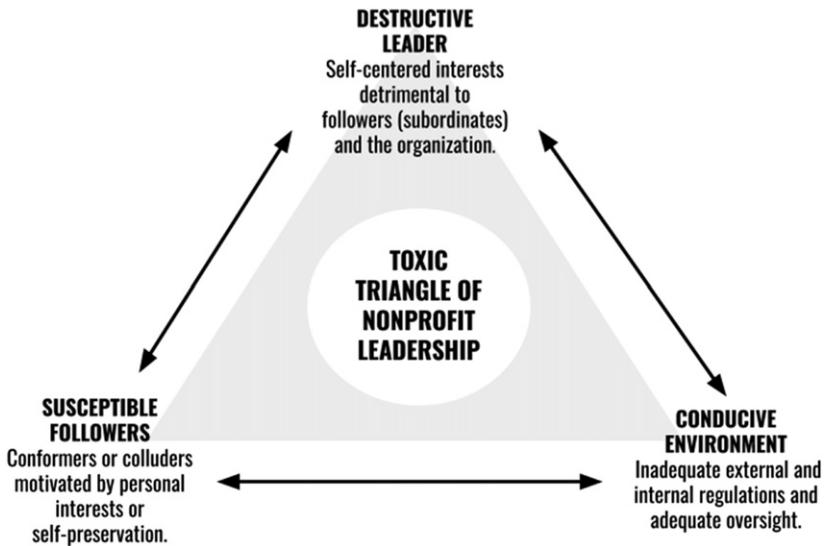 DESTRUCTIVE
LEADER
Self-centered interests
detrimental to
followers (subordinates)
and the organization.
TOXIC
TRIANGLE OF
NONPROFIT
LEADERSHIP
SUSCEPTIBLE
FOLLOWERS
Conformers or colluders
motivated by personal
interests or
self-preservation.
CONDUCIVE
ENVIRONMENT
Inadequate external and
internal regulations and
adequate oversight.